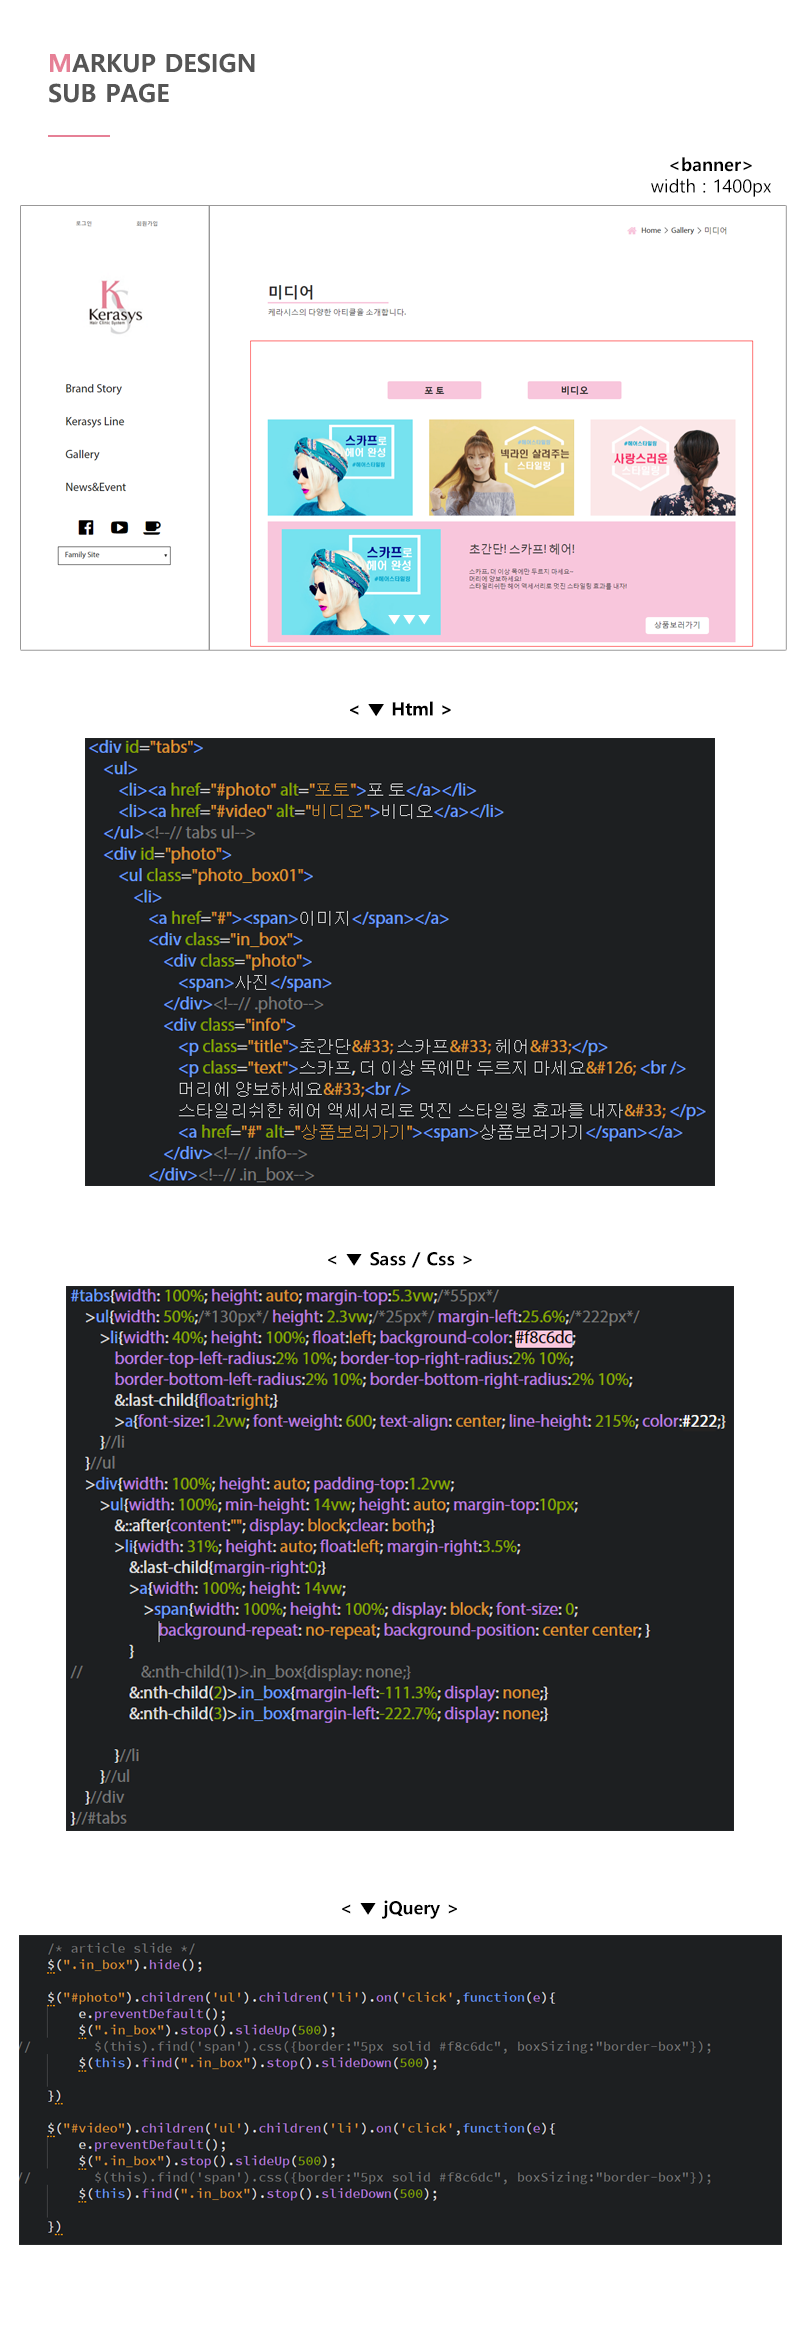 MARKUP DESIGN
SUB PAGE
<banner>
width : 1400px
로그인 회원가입
Home > Gallery > 미디어
Kerasys
Hair Clinic System
미디어
케라시스의 다양한 아티클을 소개합니다.
Brand Story
Kerasys Line
Gallery
News&Event
Family Site
포 토 비디오
스카프로
헤어 완성
#헤어스타일링
#헤어스타일링
넥라인 살려주는
스타일링
#헤어스타일링
사랑스러운
스타일링
스카프로
헤어 완성
#헤어스타일링
초간단! 스카프! 헤어!
스카프, 더 이상 목에만 두르지 마세요~
머리에 양보하세요!
스타일리쉬한 헤어 액세서리로 멋진 스타일링 효과를 내자!
상품보러가기
< ▼ Html >
<div id="tabs">
<ul>
<li><a href="#photo" alt="포토">포 토</a></li>
<li><a href="#video" alt="비디오">비디오</a></li>
</ul><!--// tabs ul-->
<div id="photo">
<ul class="photo_box01">
<li>
<a href="#"><span>이미지</span></a>
<div class="in_box">
<div class="photo">
<span>사진</span>
</div><!--// .photo-->
<div class="info">
<p class="title">초간단&#33; 스카프&#33; 헤어&#33;</p>
<p class="text">스카프, 더 이상 목에만 두르지 마세요&#126; <br />
머리에 양보하세요&#33;<br />
스타일리쉬한 헤어 액세서리로 멋진 스타일링 효과를 내자&#33; </p>
<a href="#" alt="상품보러가기"><span>상품보러가기</span></a>
</div><!--// .info-->
</div><!--// .in_box-->
< ▼ Sass / Css >
#tabs{width: 100%; height: auto; margin-top:5.3vw;/*55px*/
>ul{width: 50%;/*130px*/ height: 2.3vw;/*25px*/ margin-left:25.6%;/*222px*/
>li{width: 40%; height: 100%; float:left; background-color: #f8c6dc;
border-top-left-radius:2% 10%; border-top-right-radius:2% 10%;
border-bottom-left-radius:2% 10%; border-bottom-right-radius:2% 10%;
&:last-child{float:right;}
>a{font-size:1.2vw; font-weight: 600; text-align: center; line-height: 215%; color:#222;}
}//li
}//ul
>div{width: 100%; height: auto; padding-top:1.2vw;
>ul{width: 100%; min-height: 14vw; height: auto; margin-top:10px;
&::after{content:""; display: block;clear: both;}
>li{width: 31%; height: auto; float:left; margin-right:3.5%;
&:last-child{margin-right:0;}
>a{width: 100%; height: 14vw;
>span{width: 100%; height: 100%; display: block; font-size: 0;
background-repeat: no-repeat; background-position: center center; }
}
// &:nth-child(1)>.in_box{display: none;}
&:nth-child(2)>.in_box{margin-left:-111.3%; display: none;}
&:nth-child(3)>.in_box{margin-left:-222.7%; display: none;}
}//li
}//ul
}//div
}//#tabs
< ▼ jQuery >
/* article slide */
$(".in_box").hide();
$("#photo").children('ul').children('li').on('click',function(e){
e.preventDefault();
$(".in_box").stop().slideUp(500);
// $(this).find('span').css({border:"5px solid #f8c6dc", boxSizing:"border-box"});
$(this).find(".in_box").stop().slideDown(500);
})
$("#video").children('ul').children('li').on('click',function(e){
e.preventDefault();
$(".in_box").stop().slideUp(500);
// $(this).find('span').css({border:"5px solid #f8c6dc", boxSizing:"border-box"});
$(this).find(".in_box").stop().slideDown(500);
})